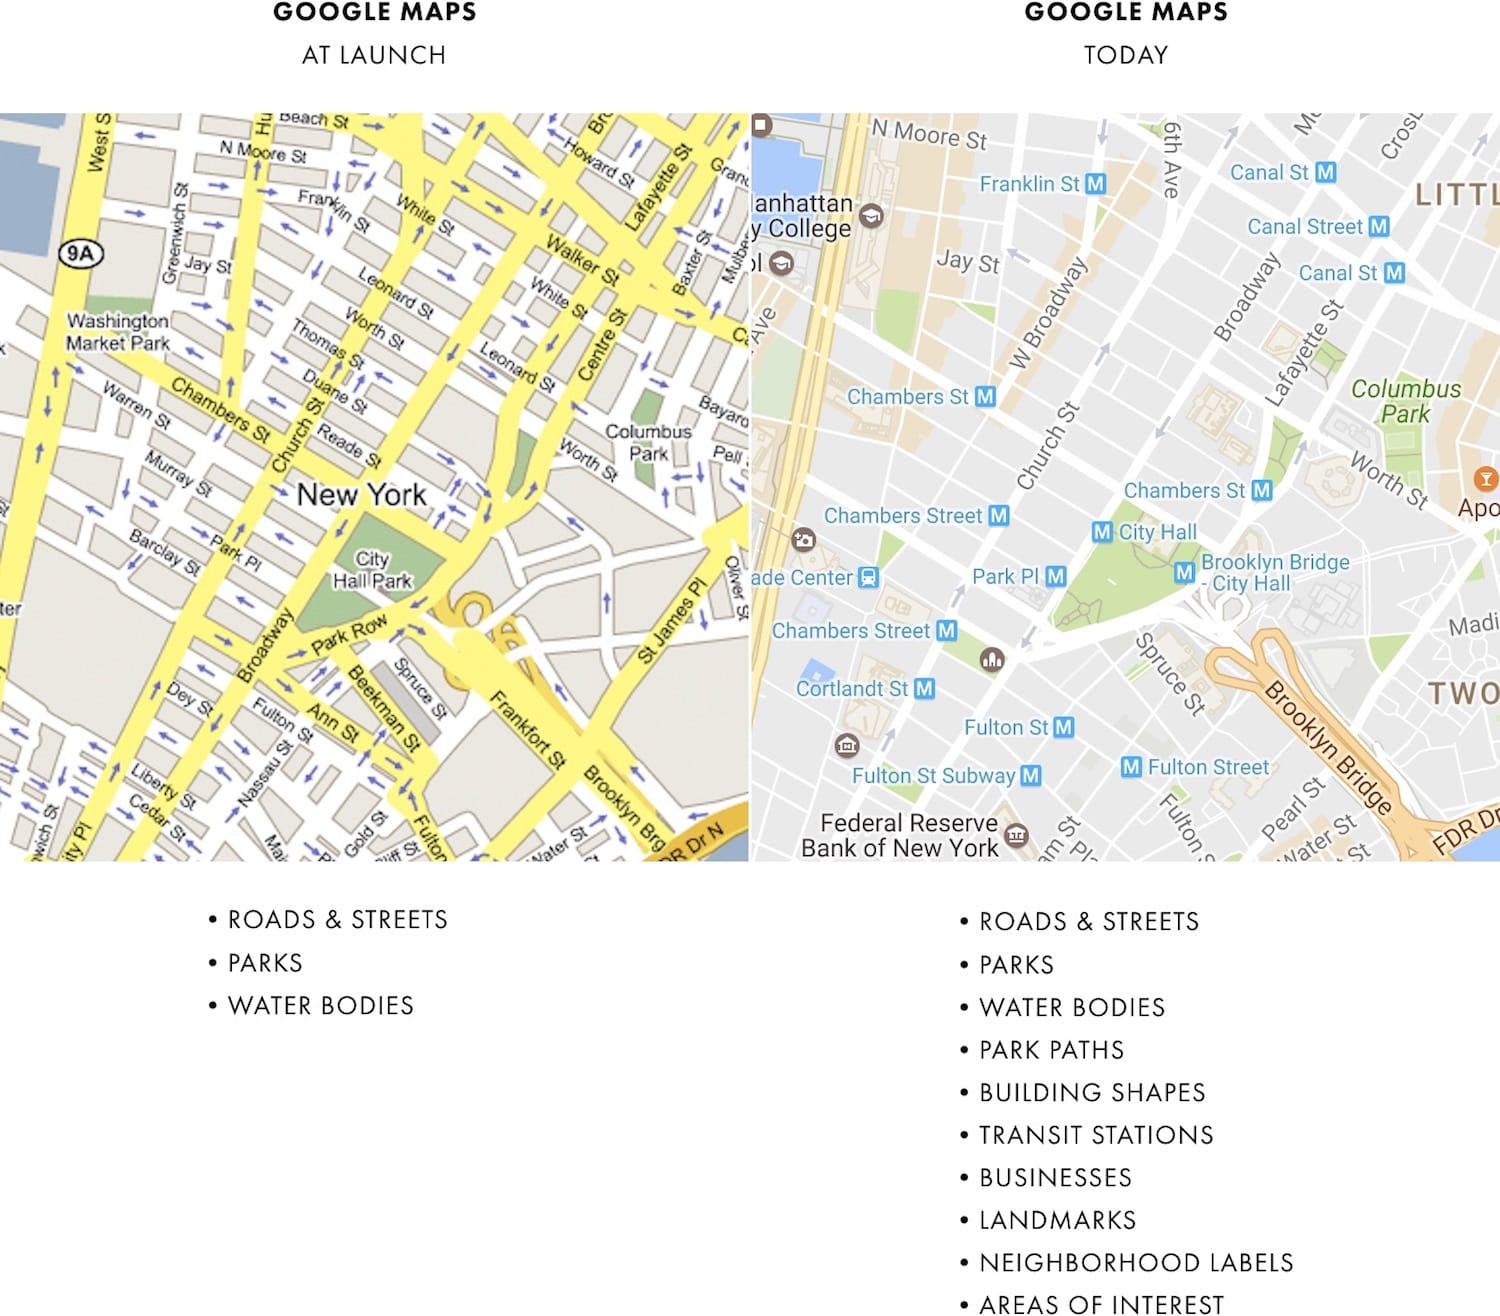 GOOGLE MAPS
AT LAUNCH
GOOGLE MAPS
TODAY
West S
Beach St
N Moore St
Franklin St
Greenwich St
Jay St
9A
Washington
Market Park
White St
Leonard St
Worth St
Thomas St
Duane St
Reade St
Chambers St
Warren St
Church St
Murray St
Barclay St
Park Pl
New York
City
Hall Park
Howard St
Lafayette St
Walker St
White St
Leonard St
Centre St
Baxter S
Columbus
Park
Worth St
Bayard
Pell
Oliver St
St James Pl
Park Row
Broadway
Spruce St
Beekman St
Ann St
Dey St
Fulton St
Nassau St
Liberty St
Cedar St
Gold St
Frankfort St
Brooklyn Brg
Water St
Fulton
DR Dr N
N Moore St
6th Ave
Canal St
Franklin St
LITTL
Canal Street
Canal St
anhattan
y College
Jay St
W Broadway
Broadway
Lafayette St
Columbus
Park
Chambers St
Church St
Worth St
Chambers St
Chambers Street
City Hall
Apo
ade Center
Park Pl
Brooklyn Bridge
- City Hall
Chambers Street
Madi
Spruce St
Cortlandt St
TWO
Fulton St
Brooklyn Bridge
Fulton St Subway
Fulton Street
Federal Reserve
Bank of New York
Fulton S
Pearl St
Water St
FDR Dr
• ROADS & STREETS
• PARKS
• WATER BODIES
• ROADS & STREETS
• PARKS
• WATER BODIES
• PARK PATHS
• BUILDING SHAPES
• TRANSIT STATIONS
• BUSINESSES
• LANDMARKS
• NEIGHBORHOOD LABELS
• AREAS OF INTEREST